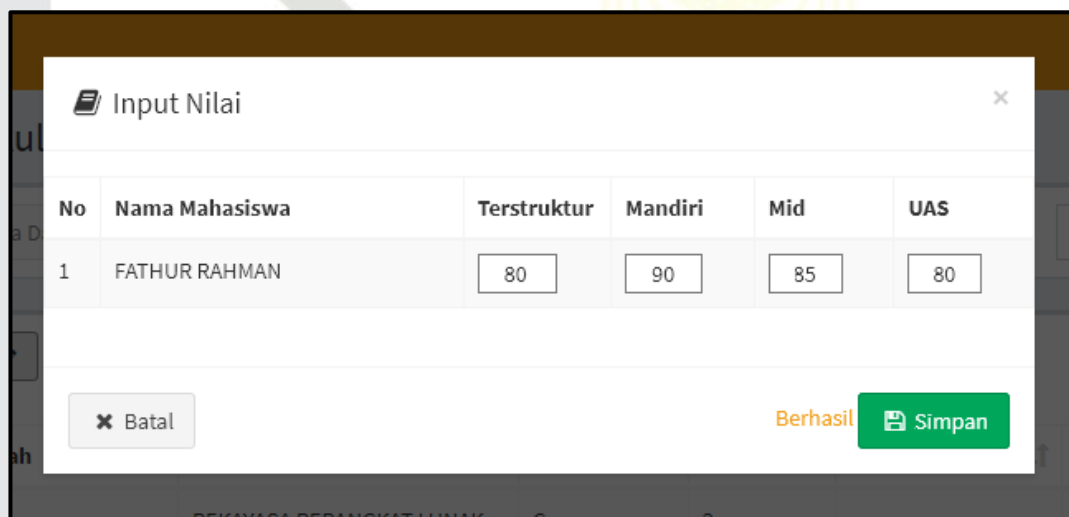 Input Nilai ×
No Nama Mahasiswa Terstruktur Mandiri Mid UAS
1 FATHUR RAHMAN 80 90 85 80
Batal Berhasil Simpan